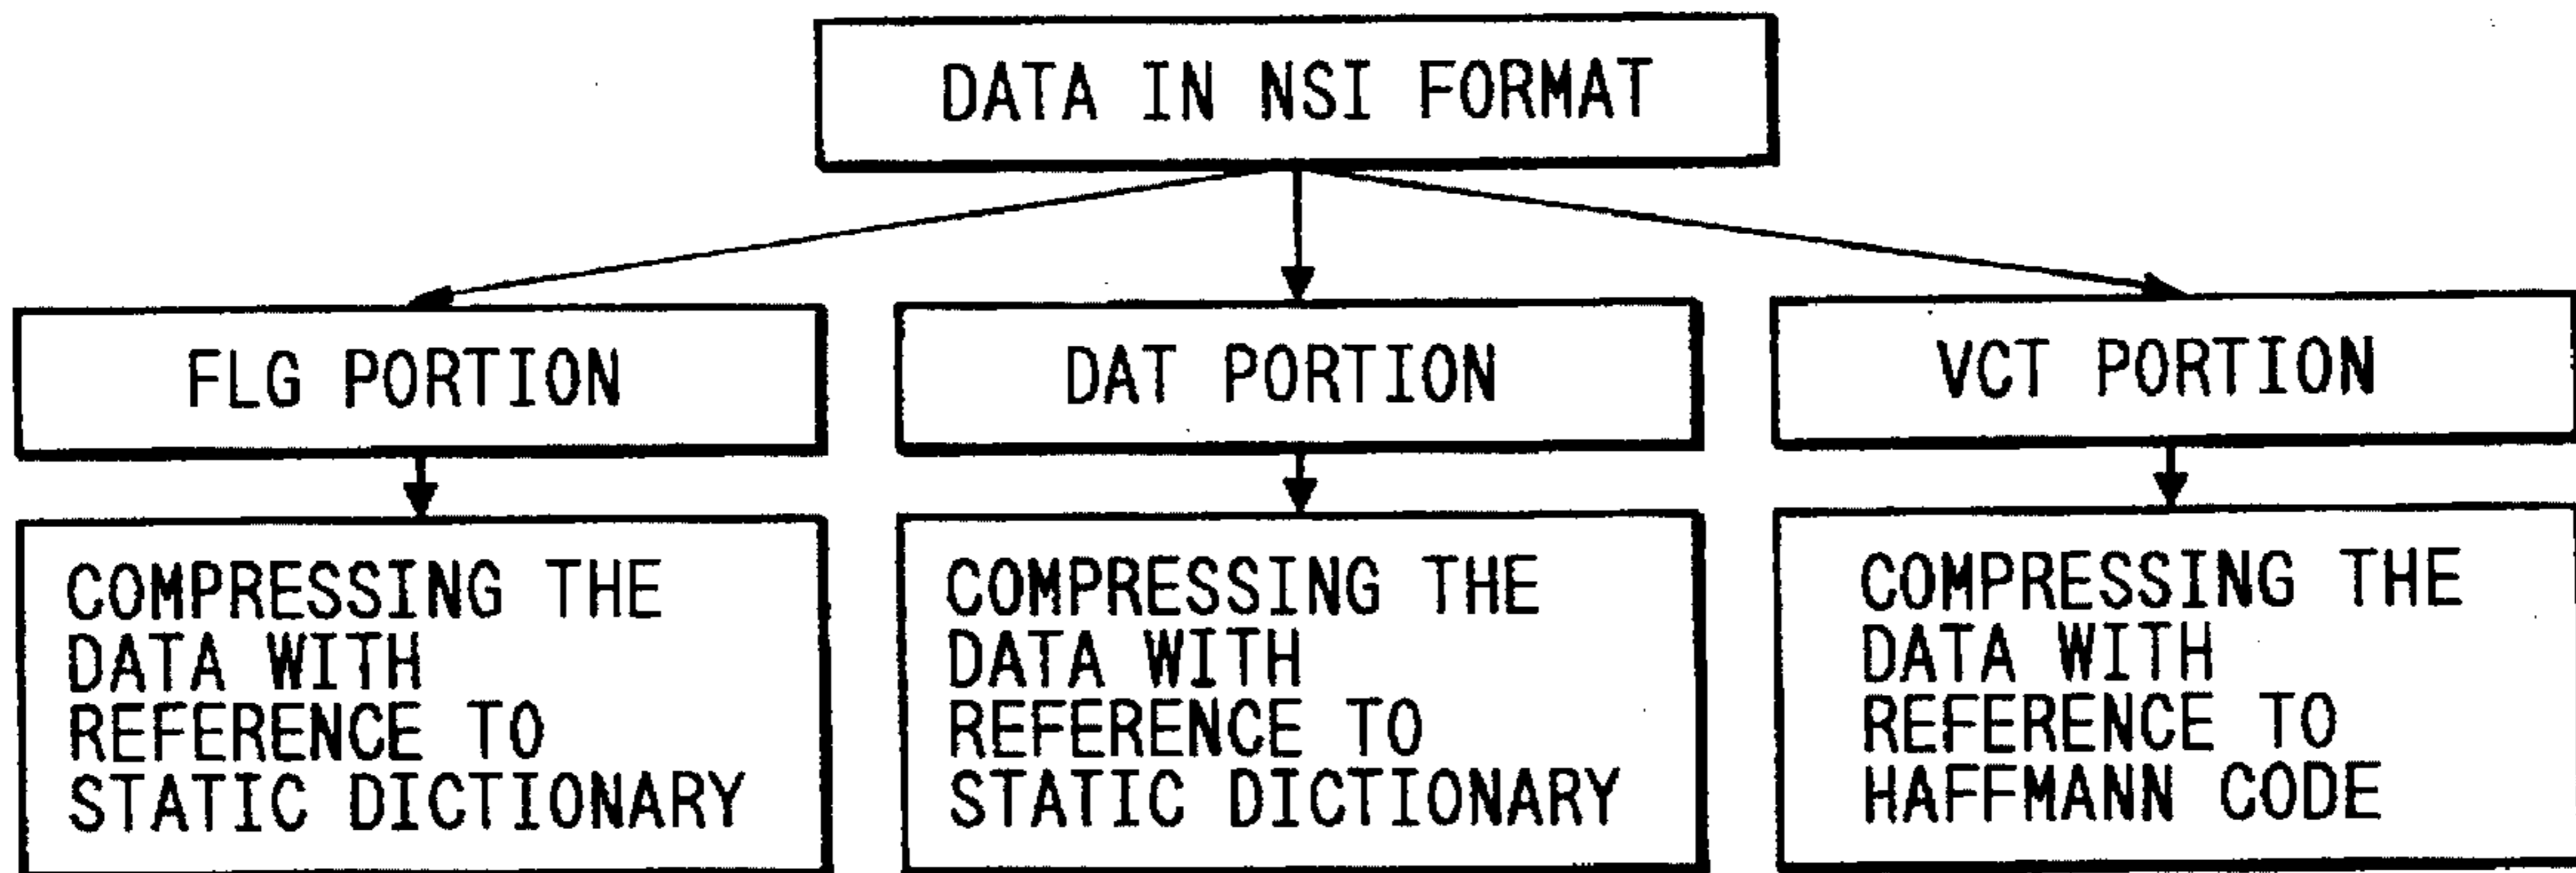 DATA IN NSI FORMAT
FLG PORTION
DAT PORTION
VCT PORTION
COMPRESSING THE
DATA WITH
REFERENCE TO
STATIC DICTIONARY
COMPRESSING THE
DATA WITH
REFERENCE TO
STATIC DICTIONARY
COMPRESSING THE
DATA WITH
REFERENCE TO
HAFFMANN CODE